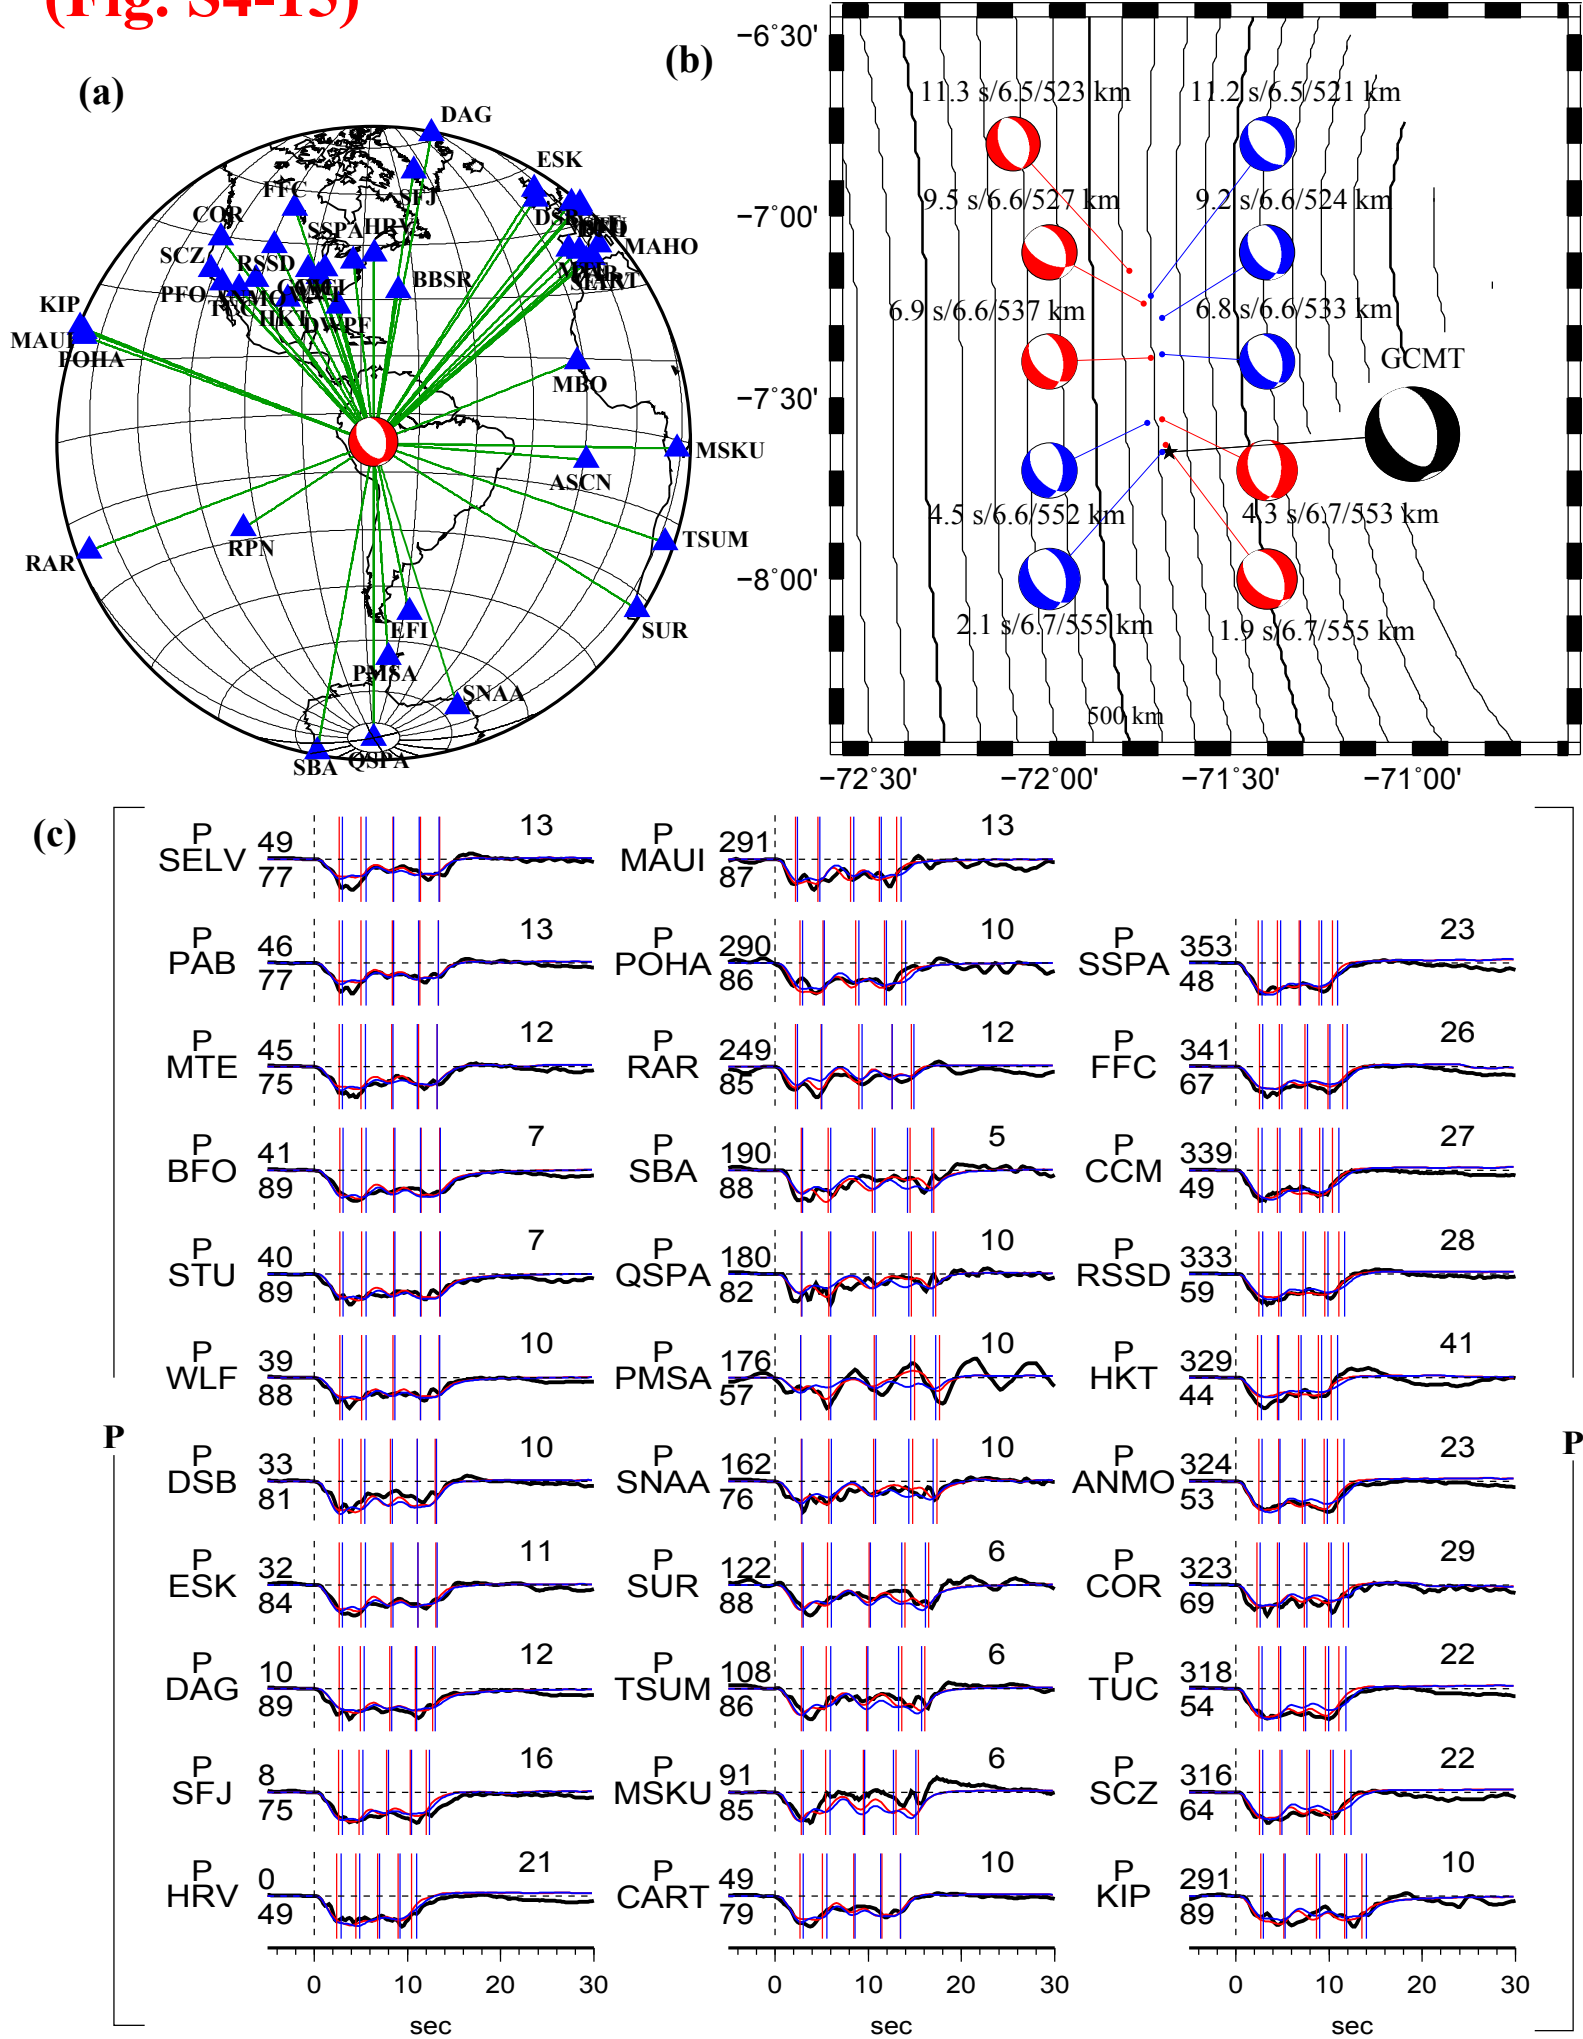 (Fig. S4-13)
(a)
DAG
ESK
FFC
SFJ
COR
SSPA
HRV
DSB
MAHO
SCZ
RSSD
BBSR
PFO
ANMO
TUC
HKT
DWPF
KIP
MAUI
POHA
MBO
MSKU
ASCN
TSUM
RAR
RPN
SUR
EFI
PMSA
SNAA
SBA
QSPA
(b)
−6˚30'
−7˚00'
−7˚30'
−8˚00'
11.3 s/6.5/523 km
11.2 s/6.5/521 km
9.5 s/6.6/527 km
9.2 s/6.6/524 km
6.9 s/6.6/537 km
6.8 s/6.6/533 km
GCMT
4.5 s/6.6/552 km
4.3 s/6.7/553 km
2.1 s/6.7/555 km
1.9 s/6.7/555 km
500 km
−72˚30'
−72˚00'
−71˚30'
−71˚00'
(c)
P
SELV
49
77
13
P
PAB
46
77
13
P
MTE
45
75
12
P
BFO
41
89
7
P
STU
40
89
7
P
WLF
39
88
10
P
DSB
33
81
10
P
ESK
32
84
11
P
DAG
10
89
12
P
SFJ
8
75
16
P
HRV
0
49
21
0 10 20 30
sec
P
MAUI
291
87
13
P
POHA
290
86
10
P
RAR
249
85
12
P
SBA
190
88
5
P
QSPA
180
82
10
P
PMSA
176
57
10
P
SNAA
162
76
10
P
SUR
122
88
6
P
TSUM
108
86
6
P
MSKU
91
85
6
P
CART
49
79
10
0 10 20 30
sec
P
SSPA
353
48
23
P
FFC
341
67
26
P
CCM
339
49
27
P
RSSD
333
59
28
P
HKT
329
44
41
P
ANMO
324
53
23
P
COR
323
69
29
P
TUC
318
54
22
P
SCZ
316
64
22
P
KIP
291
89
10
0 10 20 30
sec
P
P